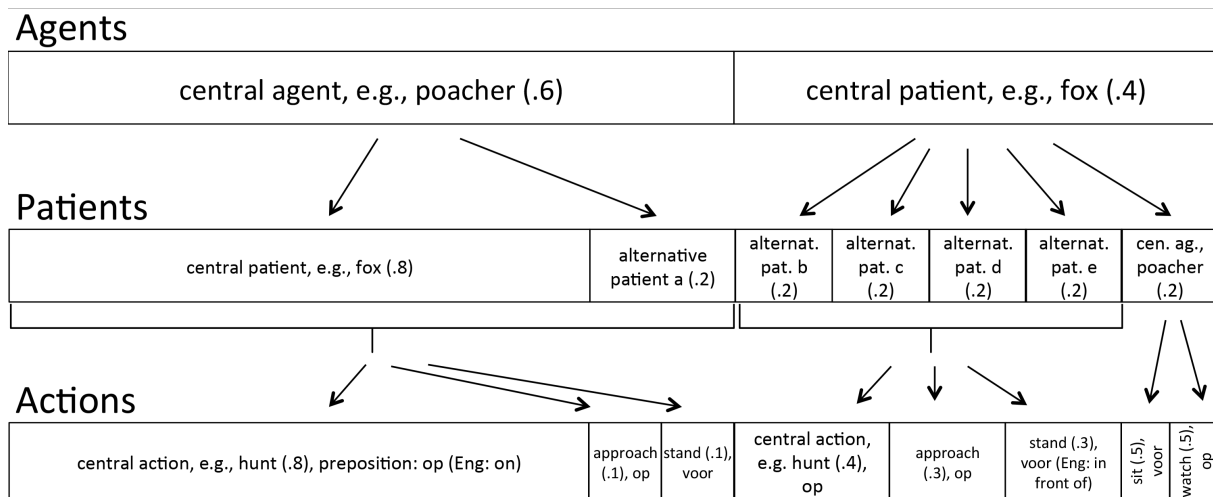 Agents
central agent, e.g., poacher (.6)
central patient, e.g., fox (.4)
Patients
central patient, e.g., fox (.8)
alternative
patient a (.2)
alternat.
pat. b
(.2)
alternat.
pat. c
(.2)
alternat.
pat. d
(.2)
alternat.
pat. e
(.2)
cen. ag.,
poacher
(.2)
Actions
central action, e.g., hunt (.8), preposition: op (Eng: on)
approach
(.1), op
stand (.1),
voor
central action,
e.g. hunt (.4),
op
approach
(.3), op
stand (.3),
voor (Eng: in
front of)
sit (.5),
voor
watch (.5),
op